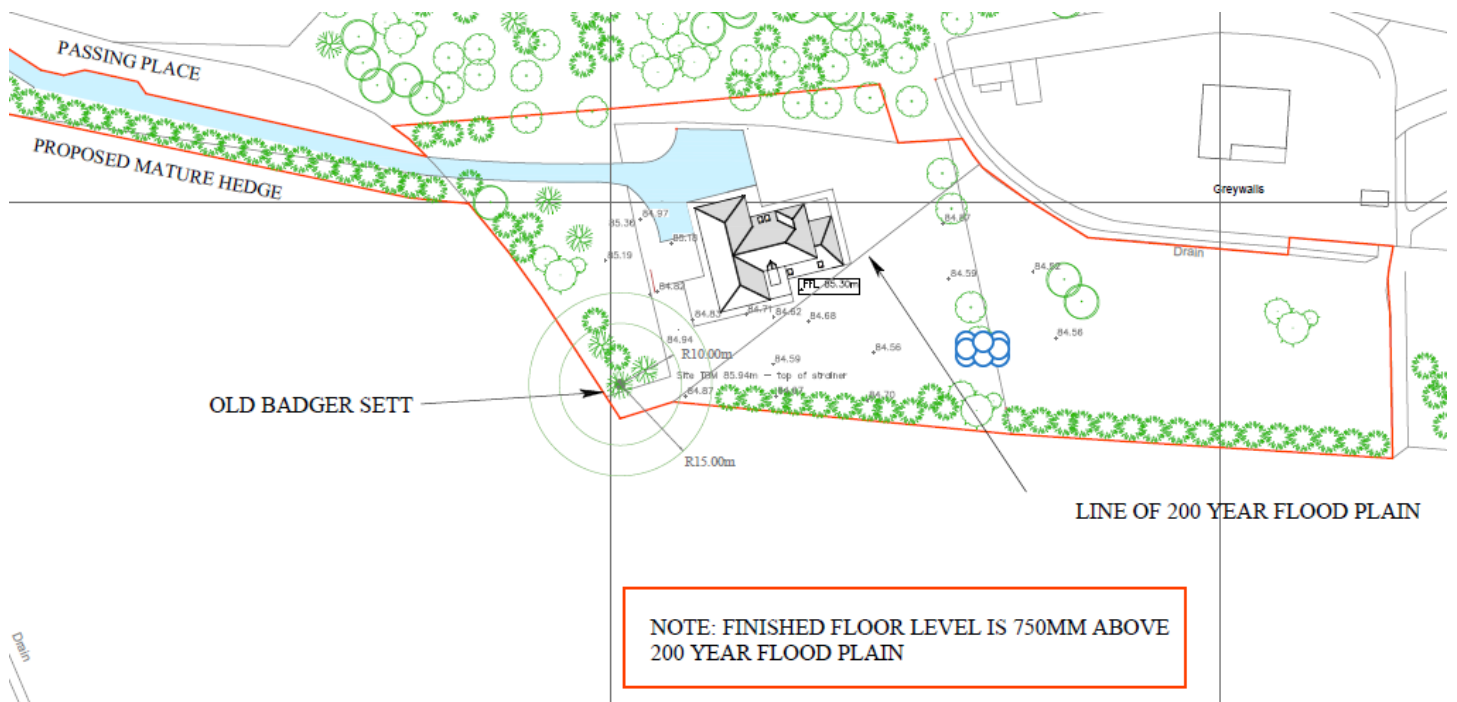 PASSING PLACE
PROPOSED MATURE HEDGE
Greywalls
Drain
84.97
85.36
85.18
84.87
85.19
84.59
84.52
84.82
FFL 85.30m
84.83
84.71
84.62
84.68
84.94
84.56
84.56
R10.00m
84.59
Site TBM 85.94m — top of strainer
84.87
84.70
OLD BADGER SETT
R15.00m
LINE OF 200 YEAR FLOOD PLAIN
NOTE: FINISHED FLOOR LEVEL IS 750MM ABOVE
200 YEAR FLOOD PLAIN
Drain